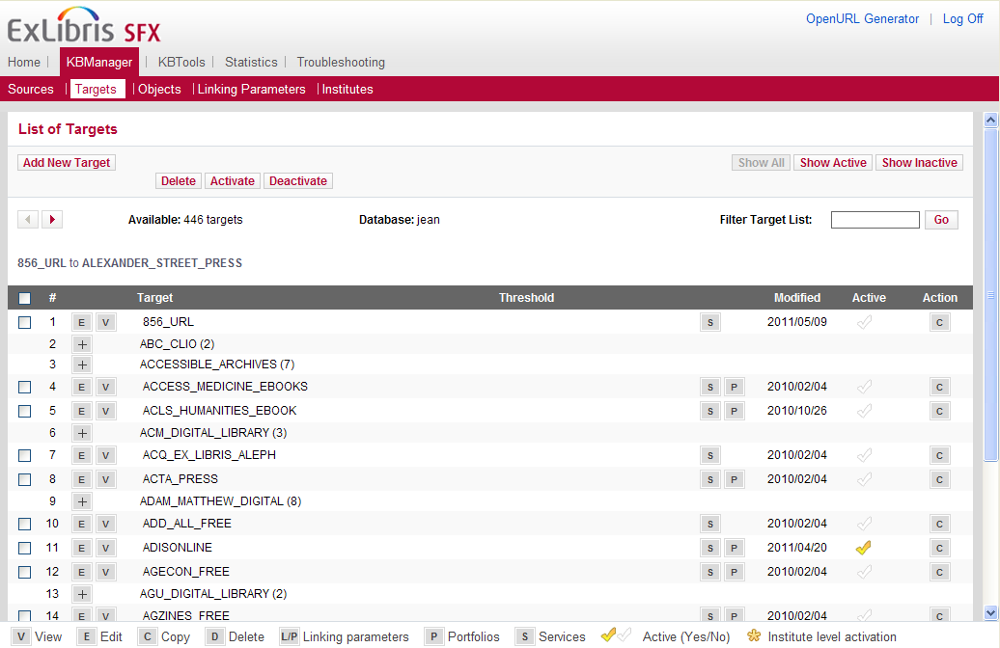 ExLibris SFX
OpenURL Generator | Log Off
Home | KBManager | KBTools | Statistics | Troubleshooting
Sources | Targets | Objects | Linking Parameters | Institutes
List of Targets
Add New Target Show All Show Active Show Inactive
Delete Activate Deactivate
Available: 446 targets Database: jean Filter Target List: Go
856_URL to ALEXANDER_STREET_PRESS
# Target Threshold Modified Active Action
1 E V 856_URL S 2011/05/09 C
2 + ABC_CLIO (2)
3 + ACCESSIBLE_ARCHIVES (7)
4 E V ACCESS_MEDICINE_EBOOKS S P 2010/02/04 C
5 E V ACLS_HUMANITIES_EBOOK S P 2010/10/26 C
6 + ACM_DIGITAL_LIBRARY (3)
7 E V ACQ_EX_LIBRIS_ALEPH S 2010/02/04 C
8 E V ACTA_PRESS S P 2010/02/04 C
9 + ADAM_MATTHEW_DIGITAL (8)
10 E V ADD_ALL_FREE S 2010/02/04 C
11 E V ADISONLINE S P 2011/04/20 C
12 E V AGECON_FREE S P 2010/02/04 C
13 + AGU_DIGITAL_LIBRARY (2)
14 E V AGZINES_FREE S P 2010/02/04 C
V View E Edit C Copy D Delete L/P Linking parameters P Portfolios S Services Active (Yes/No) Institute level activation